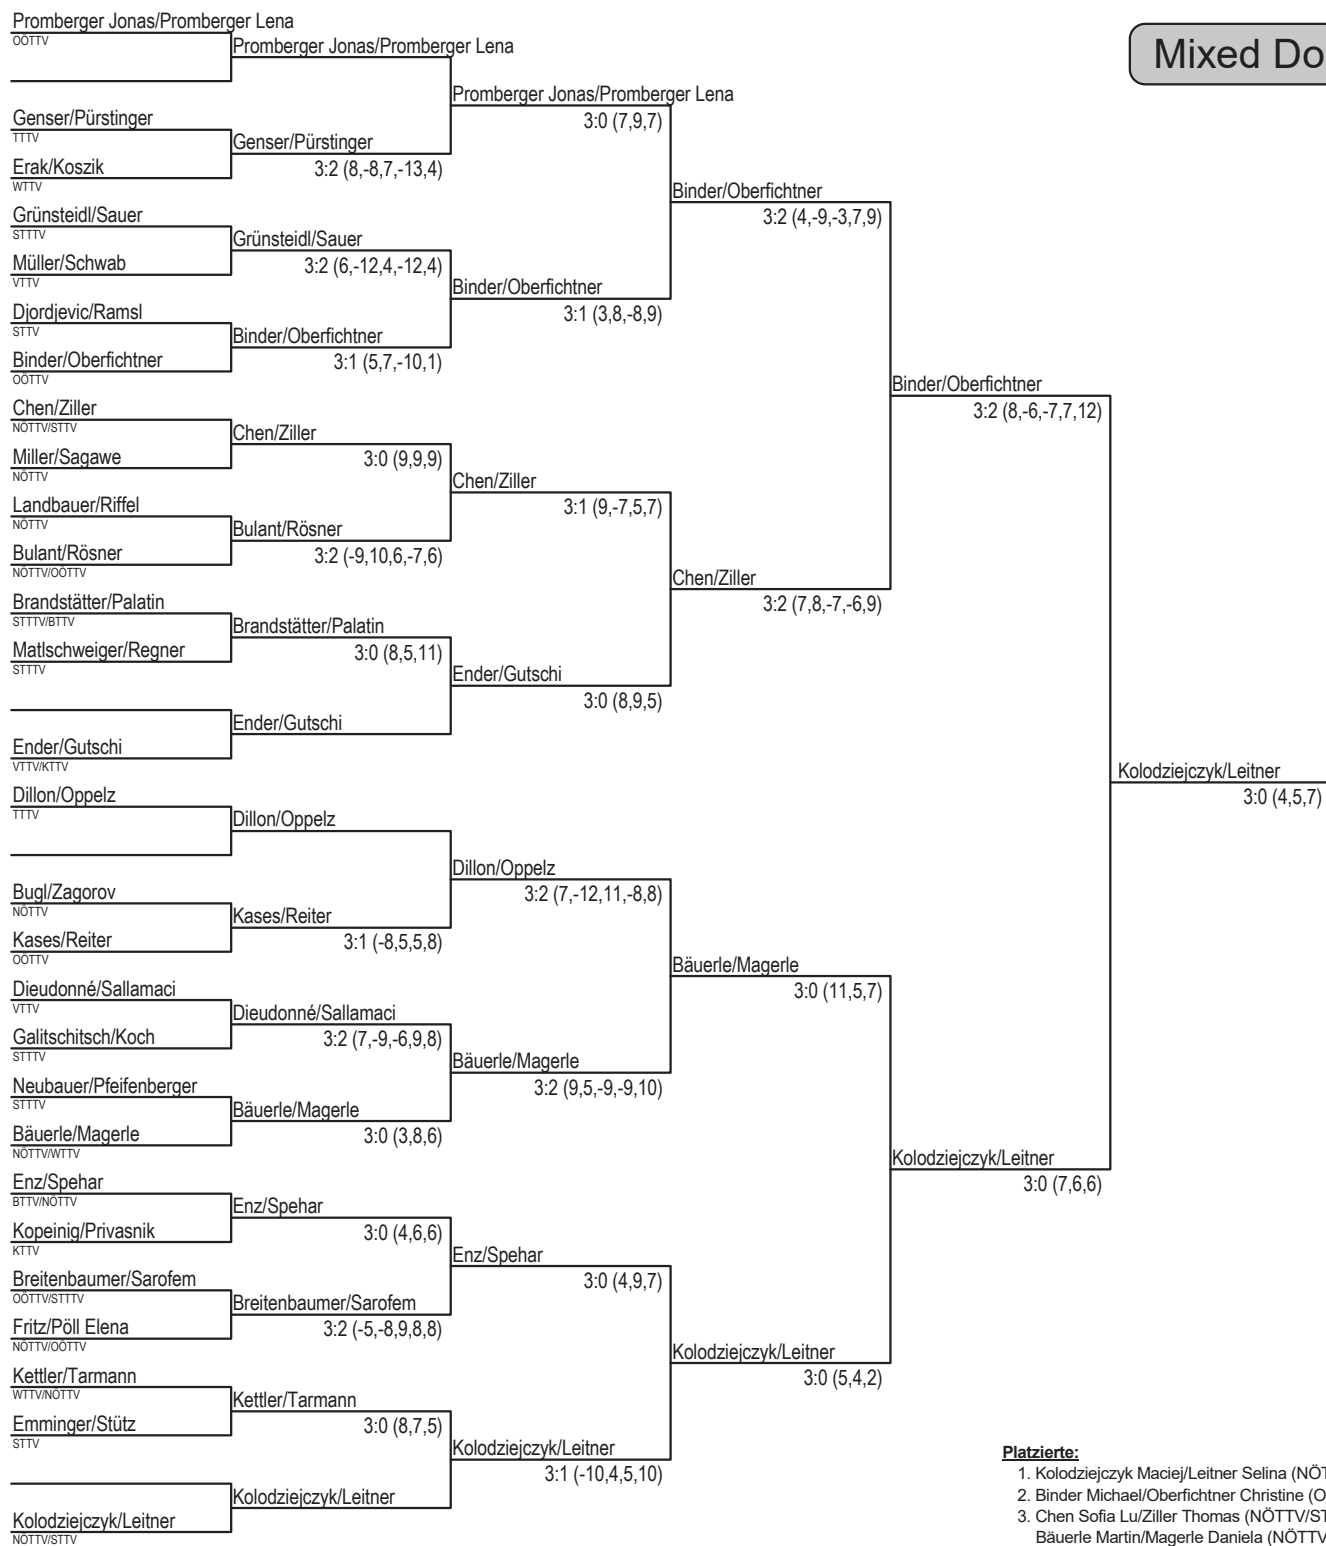 Promberger Jonas/Promberger Lena
OÖTTV
Genser/Pürstinger
TTTV
Erak/Koszik
WTTV
Grünsteidl/Sauer
STTTV
Müller/Schwab
VTTV
Djordjevic/Ramsl
STTV
Binder/Oberfichtner
OÖTTV
Chen/Ziller
NÖTTV/STTV
Miller/Sagawe
NÖTTV
Landbauer/Riffel
NÖTTV
Bulant/Rösner
NÖTTV/OÖTTV
Brandstätter/Palatin
STTTV/BTTV
Matlschweiger/Regner
STTTV
Ender/Gutschi
VTTV/KTTV
Dillon/Oppelz
TTTV
Bugl/Zagorov
NÖTTV
Kases/Reiter
OÖTTV
Dieudonné/Sallamaci
VTTV
Galitschitsch/Koch
STTTV
Neubauer/Pfeifenberger
STTTV
Bäuerle/Magerle
NÖTTV/WTTV
Enz/Spehar
BTTV/NÖTTV
Kopeinig/Privasnik
KTTV
Breitenbaumer/Sarofem
OÖTTV/STTTV
Fritz/Pöll Elena
NÖTTV/OÖTTV
Kettler/Tarmann
WTTV/NÖTTV
Emminger/Stütz
STTV
Kolodziejczyk/Leitner
NÖTTV/STTV
Promberger Jonas/Promberger Lena
Genser/Pürstinger
3:2 (8,-8,7,-13,4)
Grünsteidl/Sauer
3:2 (6,-12,4,-12,4)
Binder/Oberfichtner
3:1 (5,7,-10,1)
Chen/Ziller
3:0 (9,9,9)
Bulant/Rösner
3:2 (-9,10,6,-7,6)
Brandstätter/Palatin
3:0 (8,5,11)
Ender/Gutschi
Dillon/Oppelz
Kases/Reiter
3:1 (-8,5,5,8)
Dieudonné/Sallamaci
3:2 (7,-9,-6,9,8)
Bäuerle/Magerle
3:0 (3,8,6)
Enz/Spehar
3:0 (4,6,6)
Breitenbaumer/Sarofem
3:2 (-5,-8,9,8,8)
Kettler/Tarmann
3:0 (8,7,5)
Kolodziejczyk/Leitner
Promberger Jonas/Promberger Lena
3:0 (7,9,7)
Binder/Oberfichtner
3:1 (3,8,-8,9)
Chen/Ziller
3:1 (9,-7,5,7)
Ender/Gutschi
3:0 (8,9,5)
Dillon/Oppelz
3:2 (7,-12,11,-8,8)
Bäuerle/Magerle
3:2 (9,5,-9,-9,10)
Enz/Spehar
3:0 (4,9,7)
Kolodziejczyk/Leitner
3:1 (-10,4,5,10)
Binder/Oberfichtner
3:2 (4,-9,-3,7,9)
Chen/Ziller
3:2 (7,8,-7,-6,9)
Bäuerle/Magerle
3:0 (11,5,7)
Kolodziejczyk/Leitner
3:0 (5,4,2)
Binder/Oberfichtner
3:2 (8,-6,-7,7,12)
Kolodziejczyk/Leitner
3:0 (7,6,6)
Mixed Do
Kolodziejczyk/Leitner
3:0 (4,5,7)
Platzierte:
1. Kolodziejczyk Maciej/Leitner Selina (NÖT
2. Binder Michael/Oberfichtner Christine (O
3. Chen Sofia Lu/Ziller Thomas (NÖTTV/ST
Bäuerle Martin/Magerle Daniela (NÖTTV